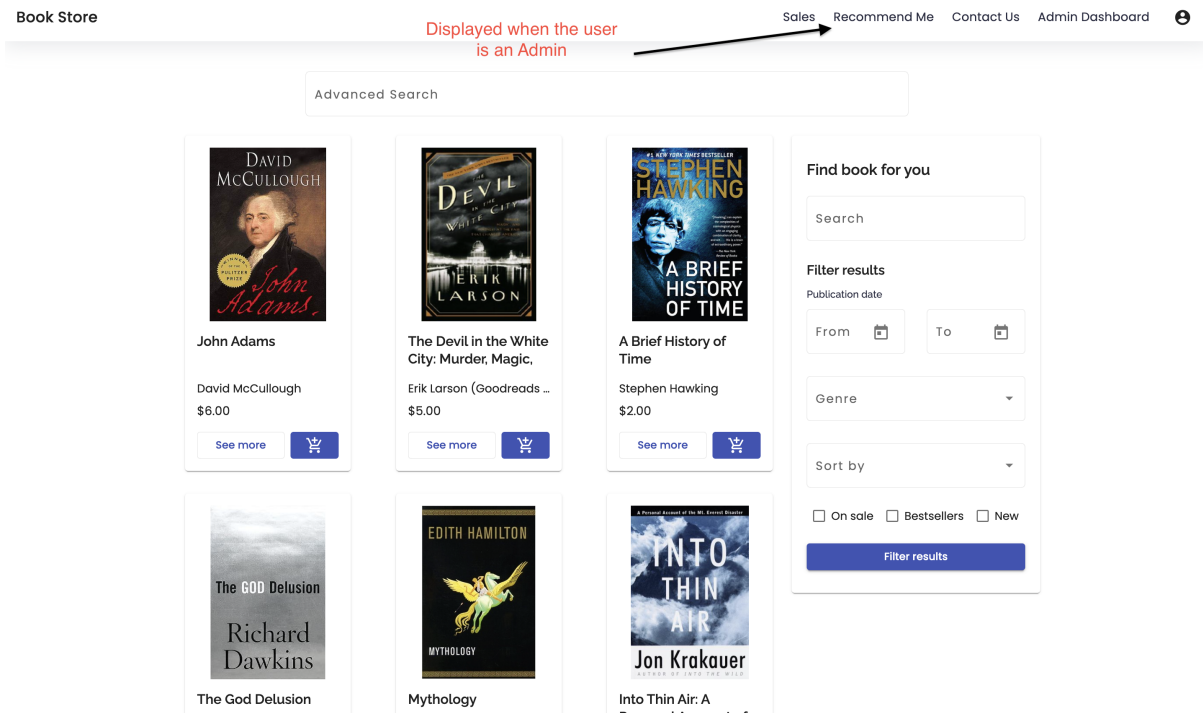 Book Store
Sales Recommend Me Contact Us Admin Dashboard
Displayed when the user
is an Admin
Advanced Search
DAVID
MCCULLOUGH
WINNER
OF THE
PULITZER
PRIZE
John
Adams.
John Adams
David McCullough
$6.00
See more
THE
DEVIL
IN THE
WHITE CITY
ERIK
LARSON
The Devil in the White
City: Murder, Magic,
Erik Larson (Goodreads ...
$5.00
See more
#1 NEW YORK TIMES BESTSELLER
STEPHEN
HAWKING
A BRIEF
HISTORY
OF TIME
A Brief History of
Time
Stephen Hawking
$2.00
See more
Find book for you
Search
Filter results
Publication date
From To
Genre
Sort by
On sale Bestsellers New
Filter results
The GOD Delusion
Richard
Dawkins
The God Delusion
EDITH HAMILTON
MYTHOLOGY
Mythology
A Personal Account of the Mt. Everest Disaster
INTO
THIN
AIR
Jon Krakauer
AUTHOR OF INTO THE WILD
Into Thin Air: A